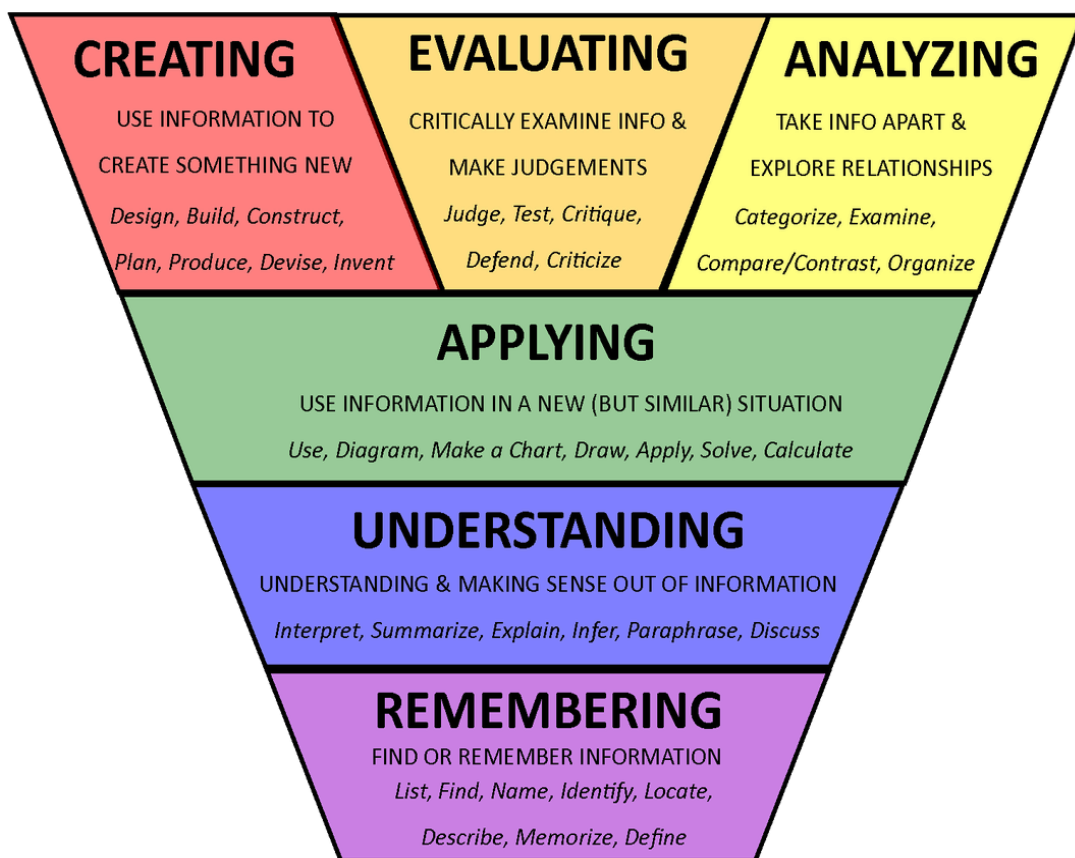 CREATING
USE INFORMATION TO
CREATE SOMETHING NEW
Design, Build, Construct,
Plan, Produce, Devise, Invent
EVALUATING
CRITICALLY EXAMINE INFO &
MAKE JUDGEMENTS
Judge, Test, Critique,
Defend, Criticize
ANALYZING
TAKE INFO APART &
EXPLORE RELATIONSHIPS
Categorize, Examine,
Compare/Contrast, Organize
APPLYING
USE INFORMATION IN A NEW (BUT SIMILAR) SITUATION
Use, Diagram, Make a Chart, Draw, Apply, Solve, Calculate
UNDERSTANDING
UNDERSTANDING & MAKING SENSE OUT OF INFORMATION
Interpret, Summarize, Explain, Infer, Paraphrase, Discuss
REMEMBERING
FIND OR REMEMBER INFORMATION
List, Find, Name, Identify, Locate,
Describe, Memorize, Define